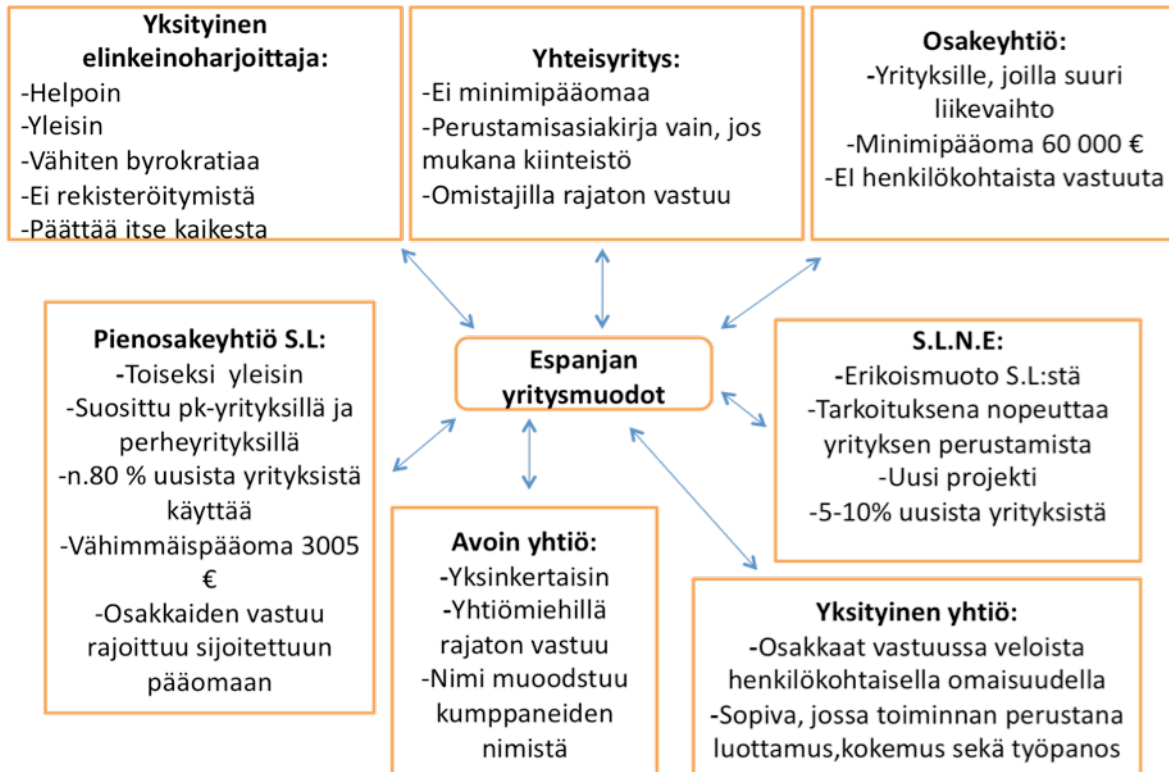 Yksityinen
elinkeinoharjoittaja:
-Helpoin
-Yleisin
-Vähiten byrokratiaa
-Ei rekisteröitymistä
-Päättää itse kaikesta
Yhteisyritys:
-Ei minimipääomaa
-Perustamisasiakirja vain, jos
mukana kiinteistö
-Omistajilla rajaton vastuu
Osakeyhtiö:
-Yrityksille, joilla suuri
liikevaihto
-Minimipääoma 60 000 €
-EI henkilökohtaista vastuuta
Espanjan
yritysmuodot
Pienosakeyhtiö S.L:
-Toiseksi yleisin
-Suosittu pk-yrityksillä ja
perheyrityksillä
-n.80 % uusista yrityksistä
käyttää
-Vähimmäispääoma 3005
€
-Osakkaiden vastuu
rajoittuu sijoitettuun
pääomaan
Avoin yhtiö:
-Yksinkertaisin
-Yhtiömiehillä
rajaton vastuu
-Nimi muoodstuu
kumppaneiden
nimistä
S.L.N.E:
-Erikoismuoto S.L:stä
-Tarkoituksena nopeuttaa
yrityksen perustamista
-Uusi projekti
-5-10% uusista yrityksistä
Yksityinen yhtiö:
-Osakkaat vastuussa veloista
henkilökohtaisella omaisuudella
-Sopiva, jossa toiminnan perustana
luottamus,kokemus sekä työpanos